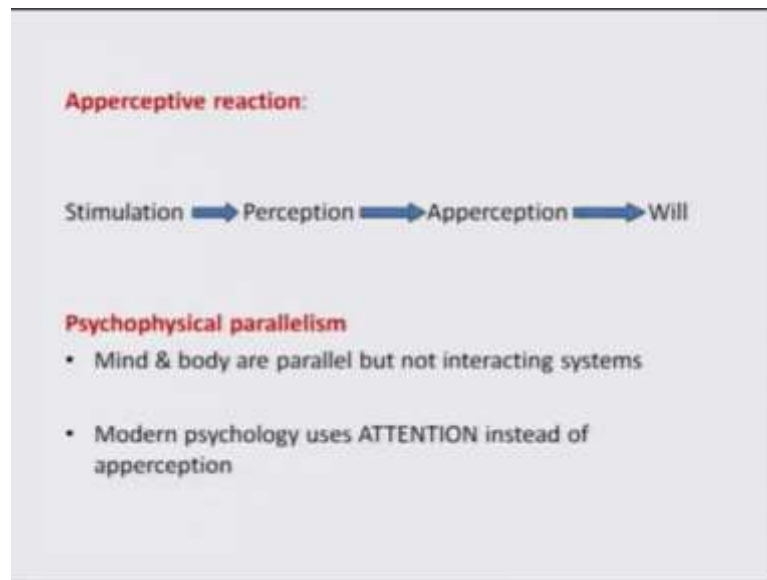 Apperceptive reaction:
Stimulation Perception Apperception Will
Psychophysical parallelism
• Mind & body are parallel but not interacting systems
• Modern psychology uses ATTENTION instead of
apperception